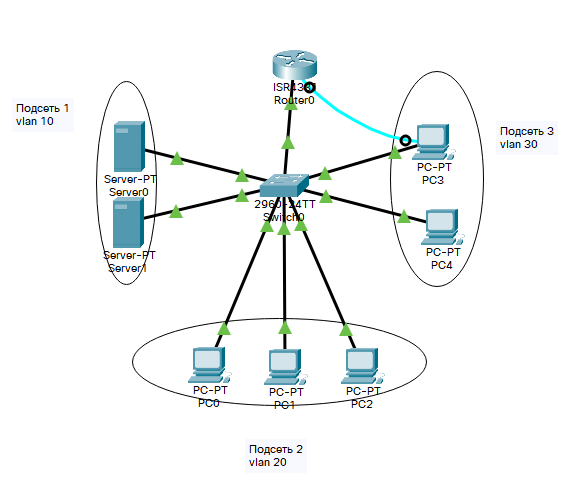 ISR4331
Router0
Подсеть 1
vlan 10
Подсеть 3
vlan 30
Server-PT
Server0
2960-24TT
Switch0
PC-PT
PC3
Server-PT
Server1
PC-PT
PC4
PC-PT
PC0
PC-PT
PC1
PC-PT
PC2
Подсеть 2
vlan 20